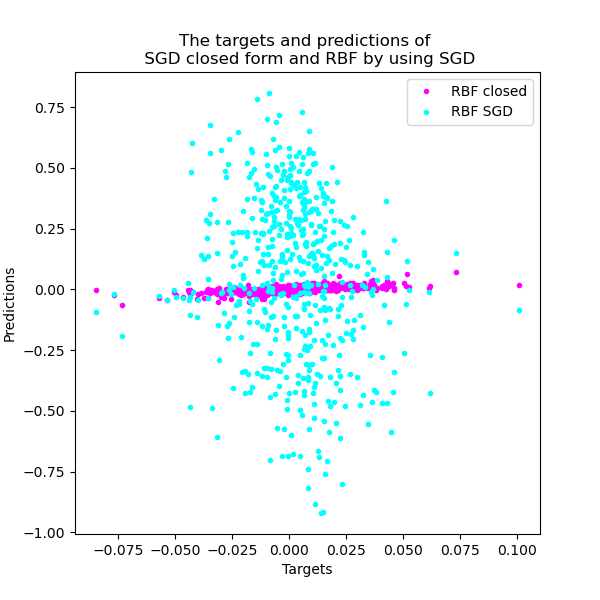 The targets and predictions of
SGD closed form and RBF by using SGD
RBF closed
RBF SGD
0.75
0.50
0.25
0.00
−0.25
−0.50
−0.75
−1.00
Predictions
−0.075 −0.050 −0.025 0.000 0.025 0.050 0.075 0.100
Targets